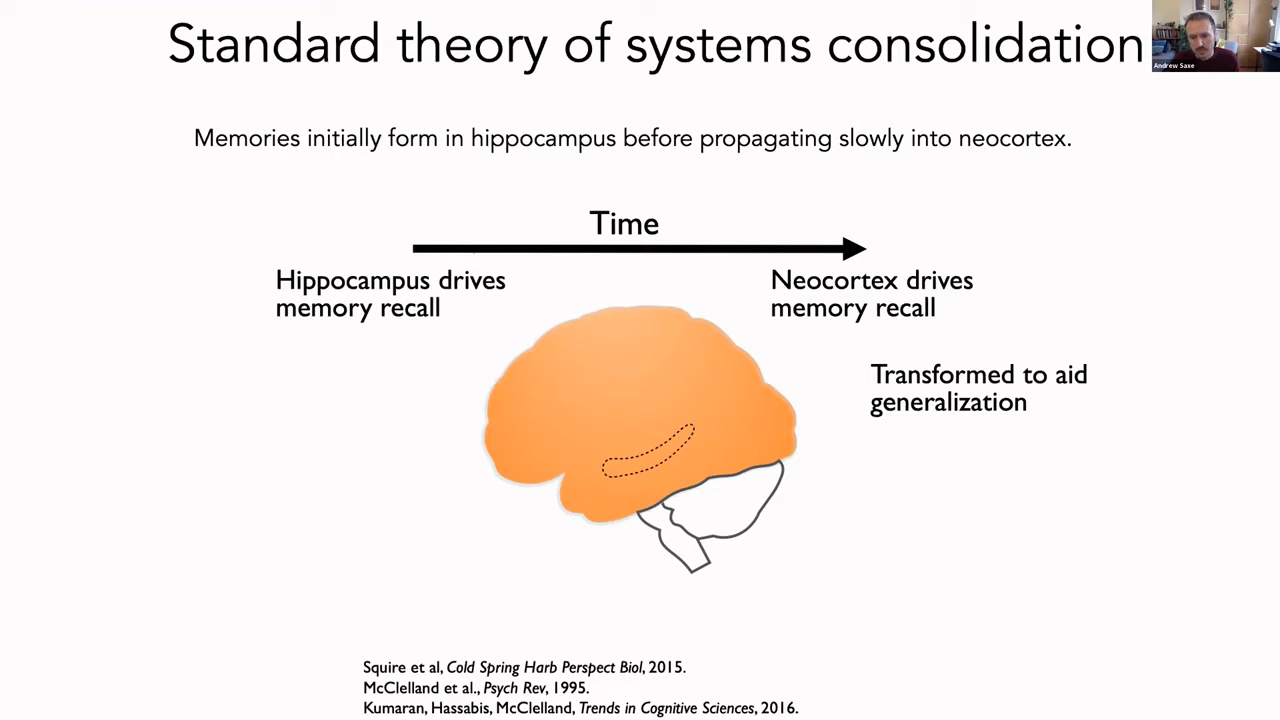 Standard theory of systems consolidation
Andrew Saxe
Memories initially form in hippocampus before propagating slowly into neocortex.
Time
Hippocampus drives
memory recall
Neocortex drives
memory recall
Transformed to aid
generalization
Squire et al, Cold Spring Harb Perspect Biol, 2015.
McClelland et al., Psych Rev, 1995.
Kumaran, Hassabis, McClelland, Trends in Cognitive Sciences, 2016.